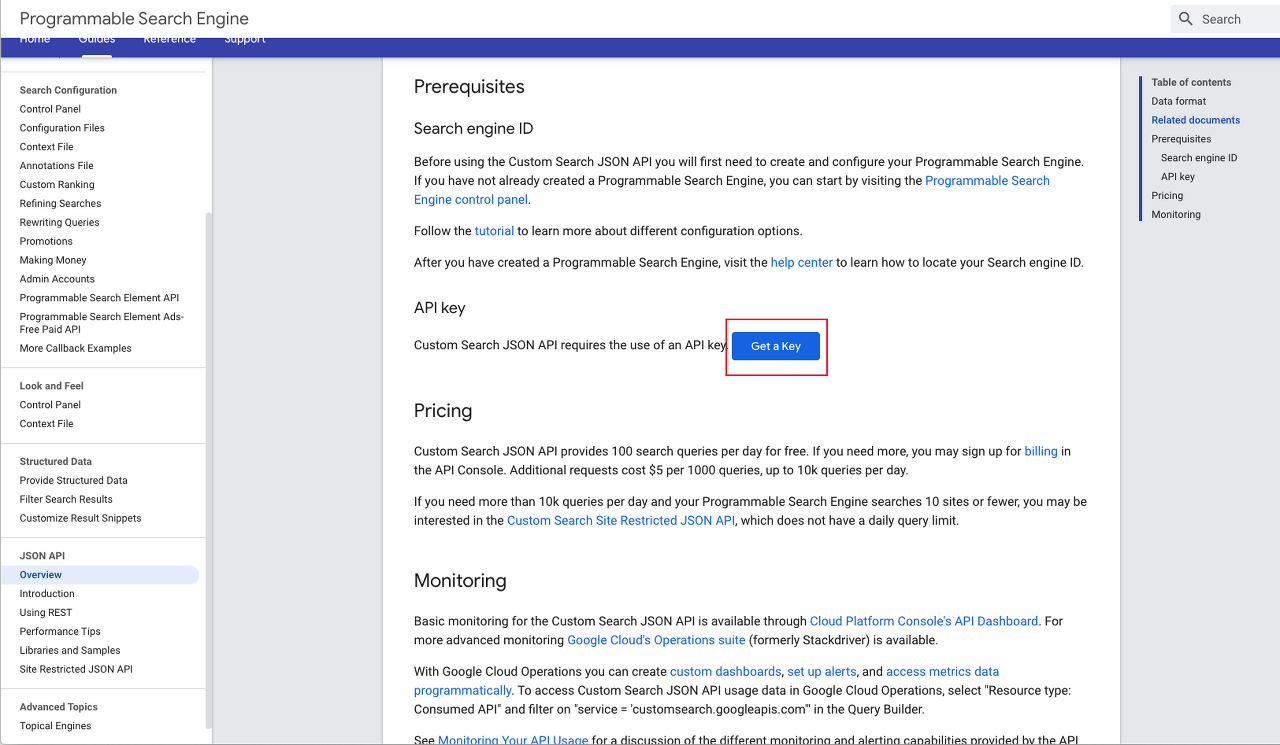 Programmable Search Engine
Search
Home
Guides
Reference
Support
Search Configuration
Control Panel
Configuration Files
Context File
Annotations File
Custom Ranking
Refining Searches
Rewriting Queries
Promotions
Making Money
Admin Accounts
Programmable Search Element API
Programmable Search Element Ads-
Free Paid API
More Callback Examples
Look and Feel
Control Panel
Context File
Structured Data
Provide Structured Data
Filter Search Results
Customize Result Snippets
JSON API
Overview
Introduction
Using REST
Performance Tips
Libraries and Samples
Site Restricted JSON API
Advanced Topics
Topical Engines
Prerequisites
Search engine ID
Before using the Custom Search JSON API you will first need to create and configure your Programmable Search Engine.
If you have not already created a Programmable Search Engine, you can start by visiting the Programmable Search
Engine control panel.
Follow the tutorial to learn more about different configuration options.
After you have created a Programmable Search Engine, visit the help center to learn how to locate your Search engine ID.
API key
Custom Search JSON API requires the use of an API key.
Get a Key
Pricing
Custom Search JSON API provides 100 search queries per day for free. If you need more, you may sign up for billing in
the API Console. Additional requests cost $5 per 1000 queries, up to 10k queries per day.
If you need more than 10k queries per day and your Programmable Search Engine searches 10 sites or fewer, you may be
interested in the Custom Search Site Restricted JSON API, which does not have a daily query limit.
Monitoring
Basic monitoring for the Custom Search JSON API is available through Cloud Platform Console's API Dashboard. For
more advanced monitoring Google Cloud's Operations suite (formerly Stackdriver) is available.
With Google Cloud Operations you can create custom dashboards, set up alerts, and access metrics data
programmatically. To access Custom Search JSON API usage data in Google Cloud Operations, select "Resource type:
Consumed API" and filter on "service = 'customsearch.googleapis.com'" in the Query Builder.
See Monitoring Your API Usage for a discussion of the different monitoring and alerting capabilities provided by the API
Table of contents
Data format
Related documents
Prerequisites
Search engine ID
API key
Pricing
Monitoring